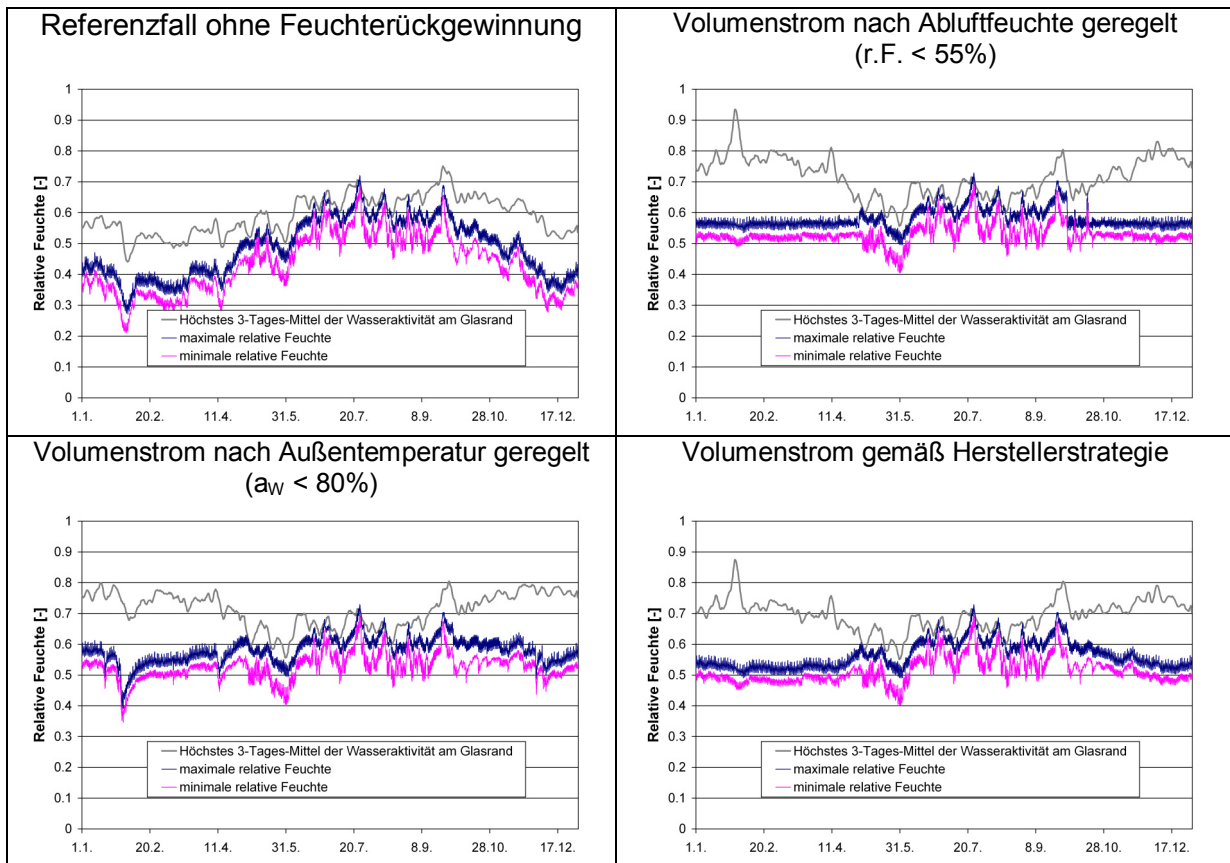 Referenzfall ohne Feuchterückgewinnung
Relative Feuchte [-]
1
0.9
0.8
0.7
0.6
0.5
0.4
0.3
0.2
0.1
0
Höchstes 3-Tages-Mittel der Wasseraktivität am Glasrand
maximale relative Feuchte
minimale relative Feuchte
1.1. 20.2. 11.4. 31.5. 20.7. 8.9. 28.10. 17.12.
Volumenstrom nach Abluftfeuchte geregelt
(r.F. < 55%)
Relative Feuchte [-]
1
0.9
0.8
0.7
0.6
0.5
0.4
0.3
0.2
0.1
0
Höchstes 3-Tages-Mittel der Wasseraktivität am Glasrand
maximale relative Feuchte
minimale relative Feuchte
1.1. 20.2. 11.4. 31.5. 20.7. 8.9. 28.10. 17.12.
Volumenstrom nach Außentemperatur geregelt
(aW < 80%)
Relative Feuchte [-]
1
0.9
0.8
0.7
0.6
0.5
0.4
0.3
0.2
0.1
0
Höchstes 3-Tages-Mittel der Wasseraktivität am Glasrand
maximale relative Feuchte
minimale relative Feuchte
1.1. 20.2. 11.4. 31.5. 20.7. 8.9. 28.10. 17.12.
Volumenstrom gemäß Herstellerstrategie
Relative Feuchte [-]
1
0.9
0.8
0.7
0.6
0.5
0.4
0.3
0.2
0.1
0
Höchstes 3-Tages-Mittel der Wasseraktivität am Glasrand
maximale relative Feuchte
minimale relative Feuchte
1.1. 20.2. 11.4. 31.5. 20.7. 8.9. 28.10. 17.12.